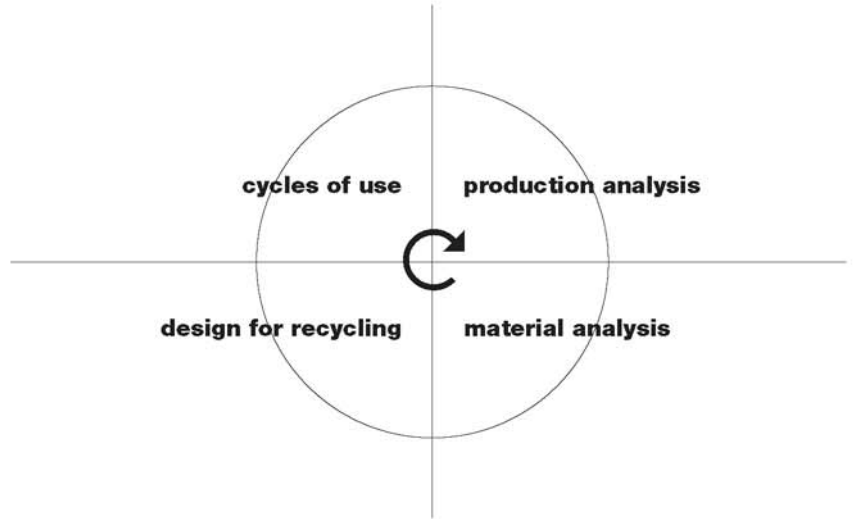 cycles of use
production analysis
design for recycling
material analysis